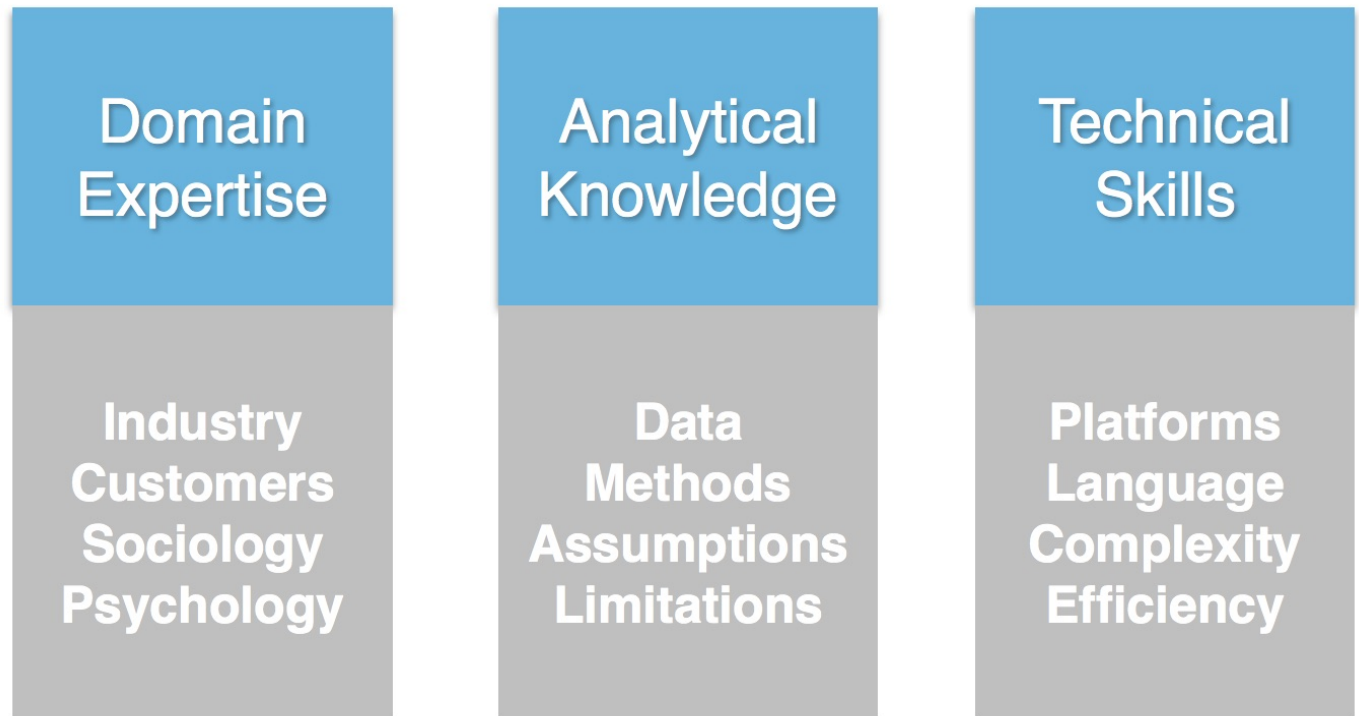 Domain
Expertise
Industry
Customers
Sociology
Psychology
Analytical
Knowledge
Data
Methods
Assumptions
Limitations
Technical
Skills
Platforms
Language
Complexity
Efficiency